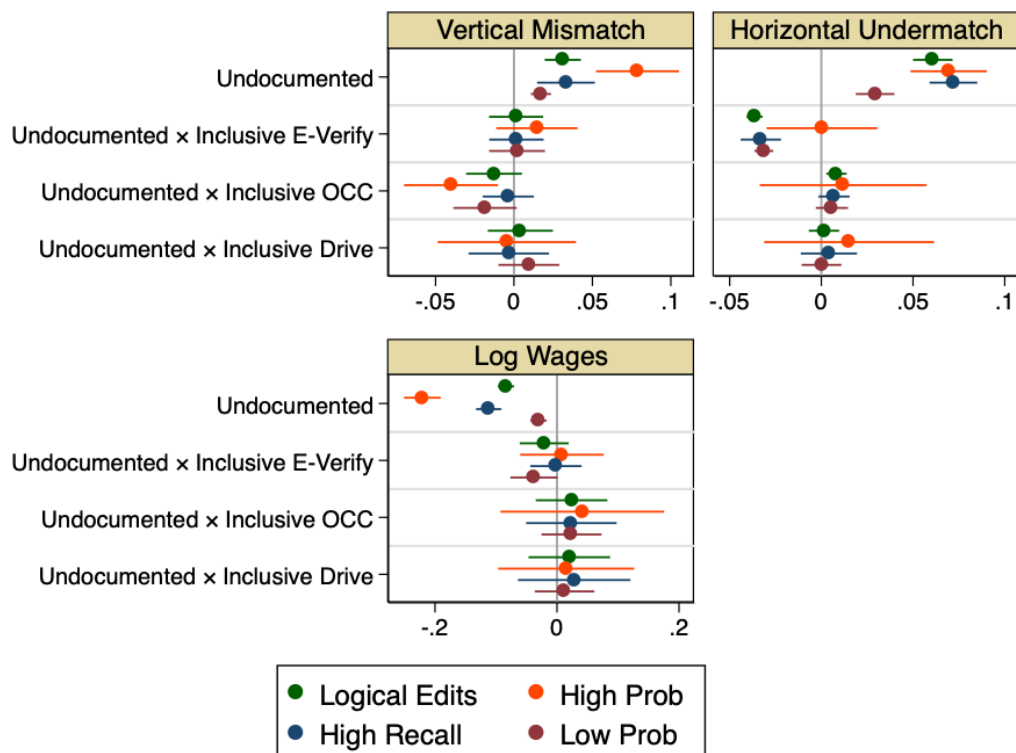 Vertical Mismatch
Horizontal Undermatch
Undocumented
Undocumented × Inclusive E-Verify
Undocumented × Inclusive OCC
Undocumented × Inclusive Drive
-.05 0 .05 .1
-.05 0 .05 .1
Log Wages
Undocumented
Undocumented × Inclusive E-Verify
Undocumented × Inclusive OCC
Undocumented × Inclusive Drive
-.2 0 .2
Logical Edits High Prob
High Recall Low Prob